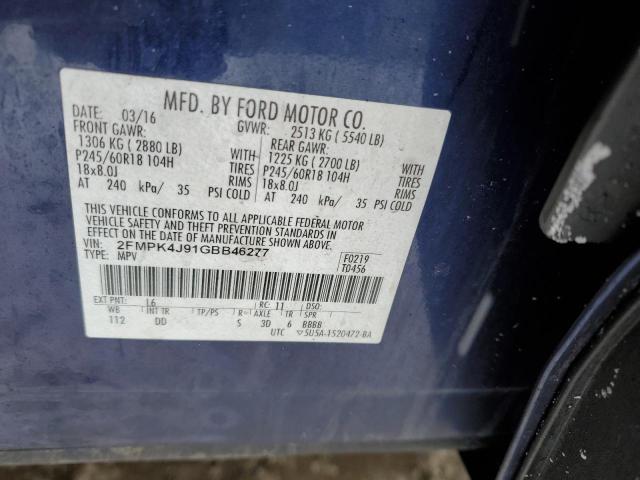 MFD. BY FORD MOTOR CO.
DATE: 03/16 GVWR: 2513 KG ( 5540 LB)
FRONT GAWR: REAR GAWR:
1306 KG ( 2880 LB) WITH 1225 KG ( 2700 LB) WITH
P245/60R18 104H TIRES P245/60R18 104H TIRES
18x8.0J RIMS 18x8.0J RIMS
AT 240 kPa/ 35 PSI COLD AT 240 kPa/ 35 PSI COLD
THIS VEHICLE CONFORMS TO ALL APPLICABLE FEDERAL MOTOR
VEHICLE SAFETY AND THEFT PREVENTION STANDARDS IN
EFFECT ON THE DATE OF MANUFACTURE SHOWN ABOVE.
VIN: 2FMPK4J91GBB46277 F0219
TYPE: MPV T0456
EXT PNT: L6 RC: 11 DSO:
WB INT TR TP/PS R AXLE TR SPR
112 DD S 3D 6 BBBB
UTC ▽5U5A-1520472-BA